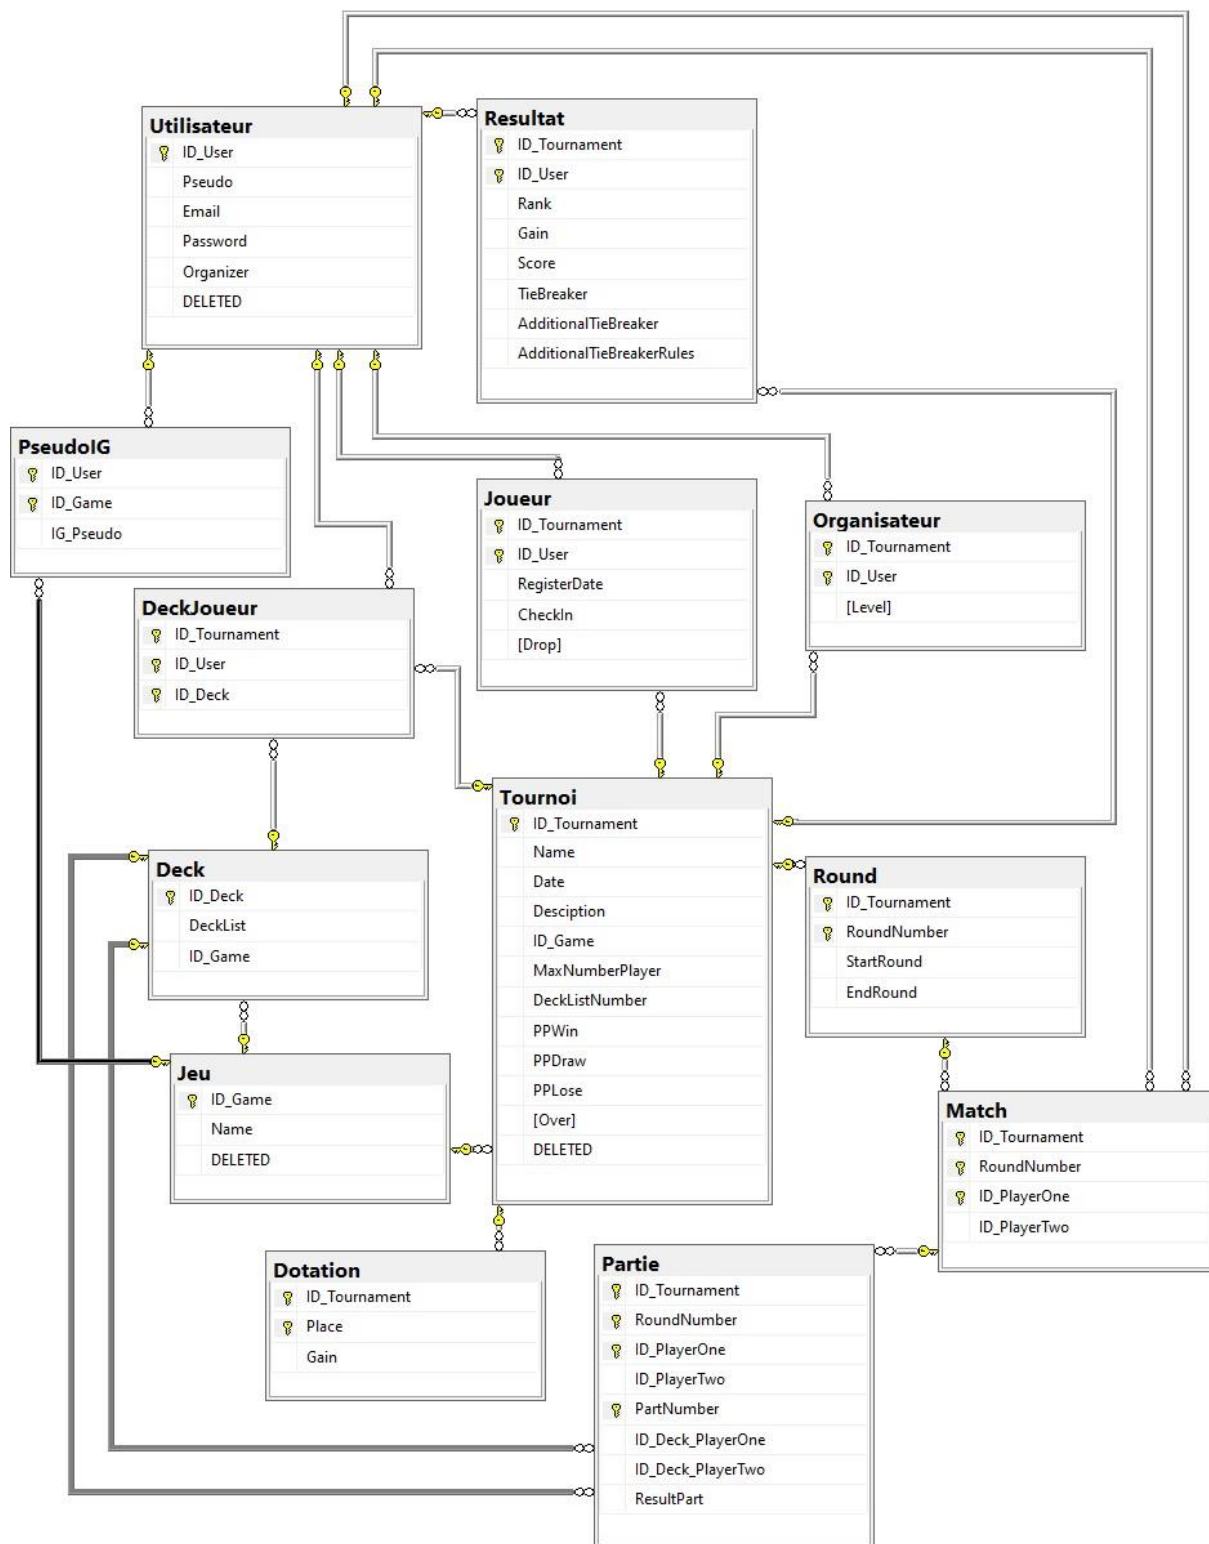 Utilisateur
ID_User
Pseudo
Email
Password
Organizer
DELETED
Resultat
ID_Tournament
ID_User
Rank
Gain
Score
TieBreaker
AdditionalTieBreaker
AdditionalTieBreakerRules
PseudoIG
ID_User
ID_Game
IG_Pseudo
Joueur
ID_Tournament
ID_User
RegisterDate
CheckIn
[Drop]
Organisateur
ID_Tournament
ID_User
[Level]
DeckJoueur
ID_Tournament
ID_User
ID_Deck
Tournoi
ID_Tournament
Name
Date
Desciption
ID_Game
MaxNumberPlayer
DeckListNumber
PPWin
PPDraw
PPLose
[Over]
DELETED
Deck
ID_Deck
DeckList
ID_Game
Round
ID_Tournament
RoundNumber
StartRound
EndRound
Jeu
ID_Game
Name
DELETED
Match
ID_Tournament
RoundNumber
ID_PlayerOne
ID_PlayerTwo
Dotation
ID_Tournament
Place
Gain
Partie
ID_Tournament
RoundNumber
ID_PlayerOne
ID_PlayerTwo
PartNumber
ID_Deck_PlayerOne
ID_Deck_PlayerTwo
ResultPart